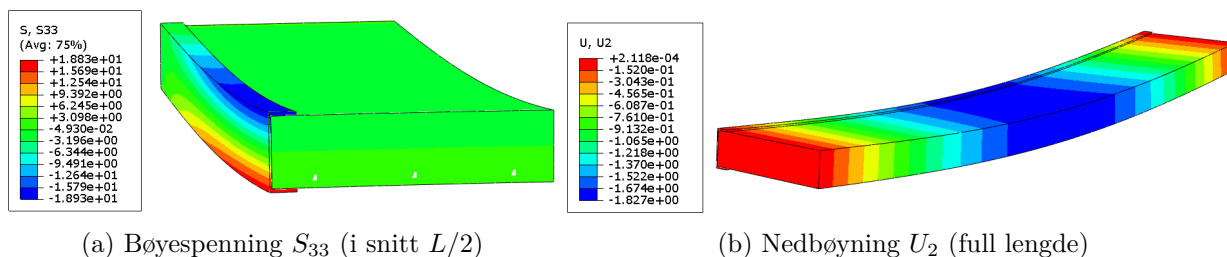 S, S33
(Avg: 75%)
+1.883e+01
+1.569e+01
+1.254e+01
+9.392e+00
+6.245e+00
+3.098e+00
-4.930e-02
-3.196e+00
-6.344e+00
-9.491e+00
-1.264e+01
-1.579e+01
-1.893e+01
U, U2
+2.118e-04
-1.520e-01
-3.043e-01
-4.565e-01
-6.087e-01
-7.610e-01
-9.132e-01
-1.065e+00
-1.218e+00
-1.370e+00
-1.522e+00
-1.674e+00
-1.827e+00
(a) Bøyespenning S₃₃ (i snitt L/2)
(b) Nedbøyning U₂ (full lengde)